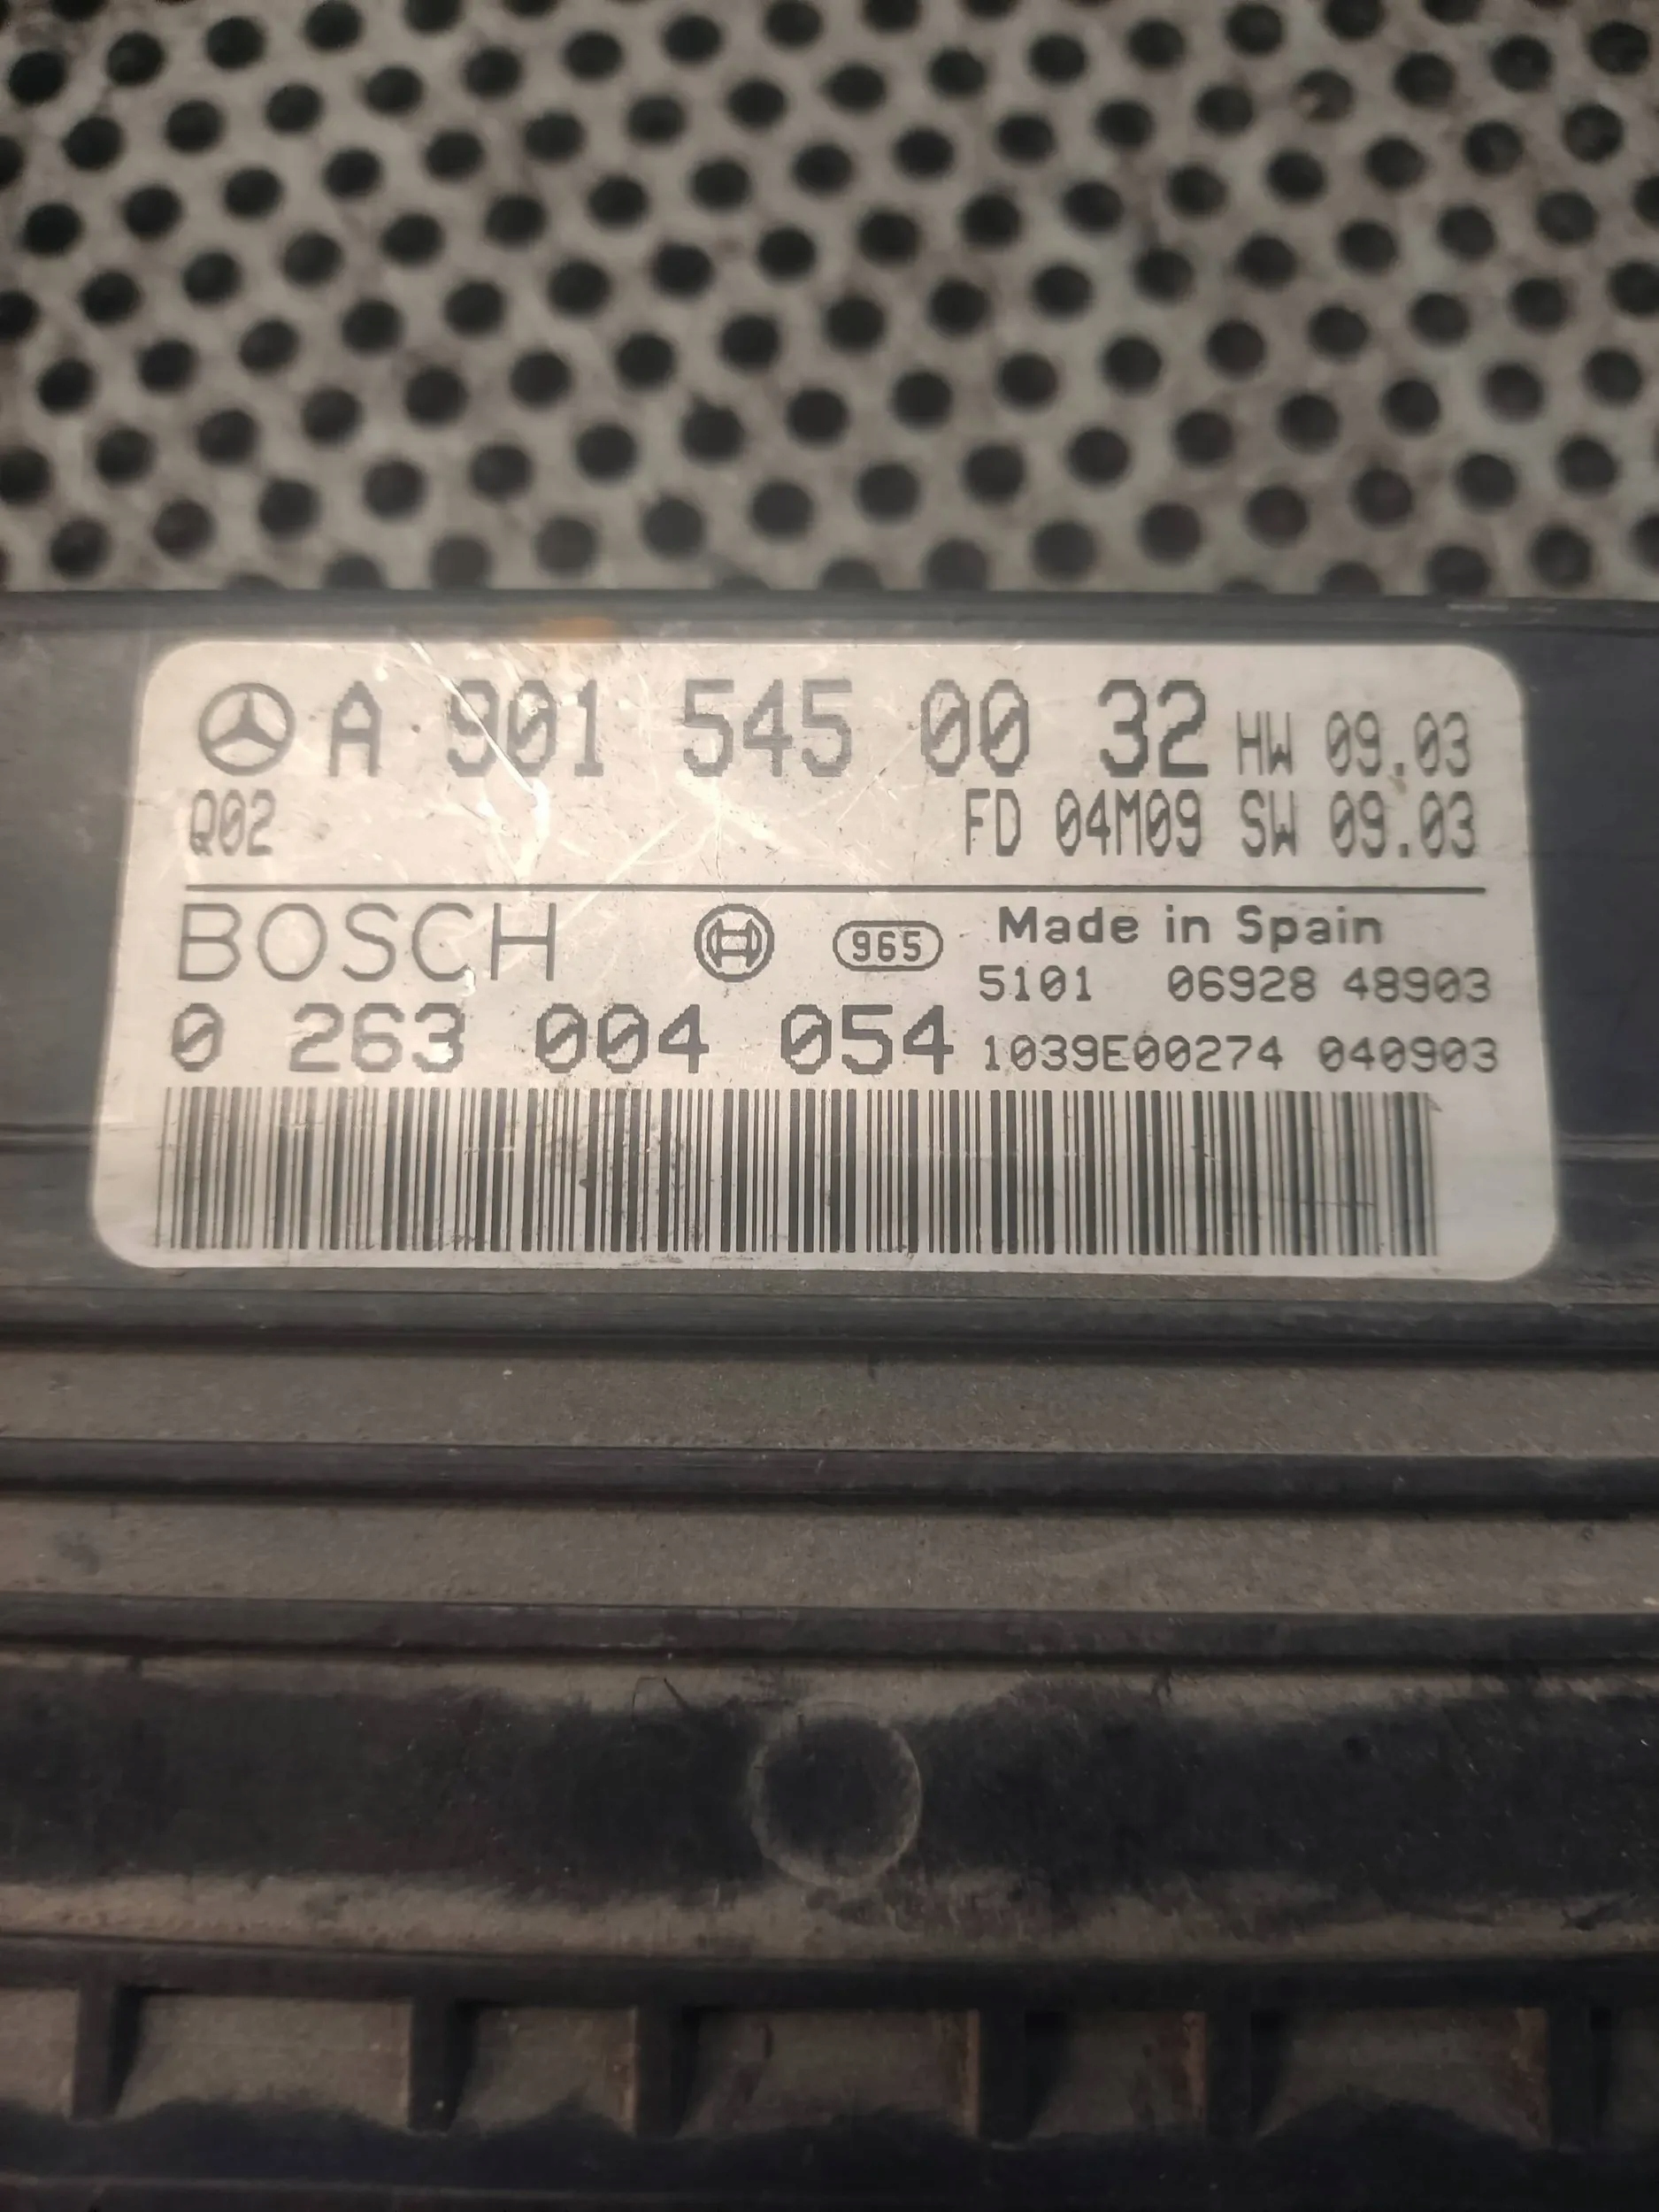 A 901 545 00 32 HW 09.03
Q02 FD 04M09 SW 09.03
BOSCH 965 Made in Spain
5101 06928 48903
0 263 004 054 1039E00274 040903